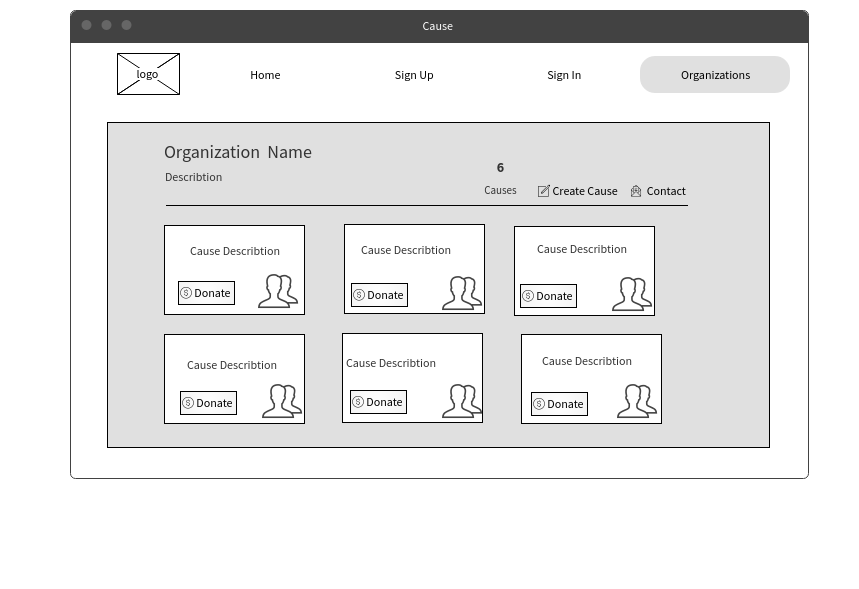 Cause
logo
Home
Sign Up
Sign In
Organizations
Organization Name
Describtion
6
Causes
Create Cause
Contact
Cause Describtion
Donate
Cause Describtion
Donate
Cause Describtion
Donate
Cause Describtion
Donate
Cause Describtion
Donate
Cause Describtion
Donate